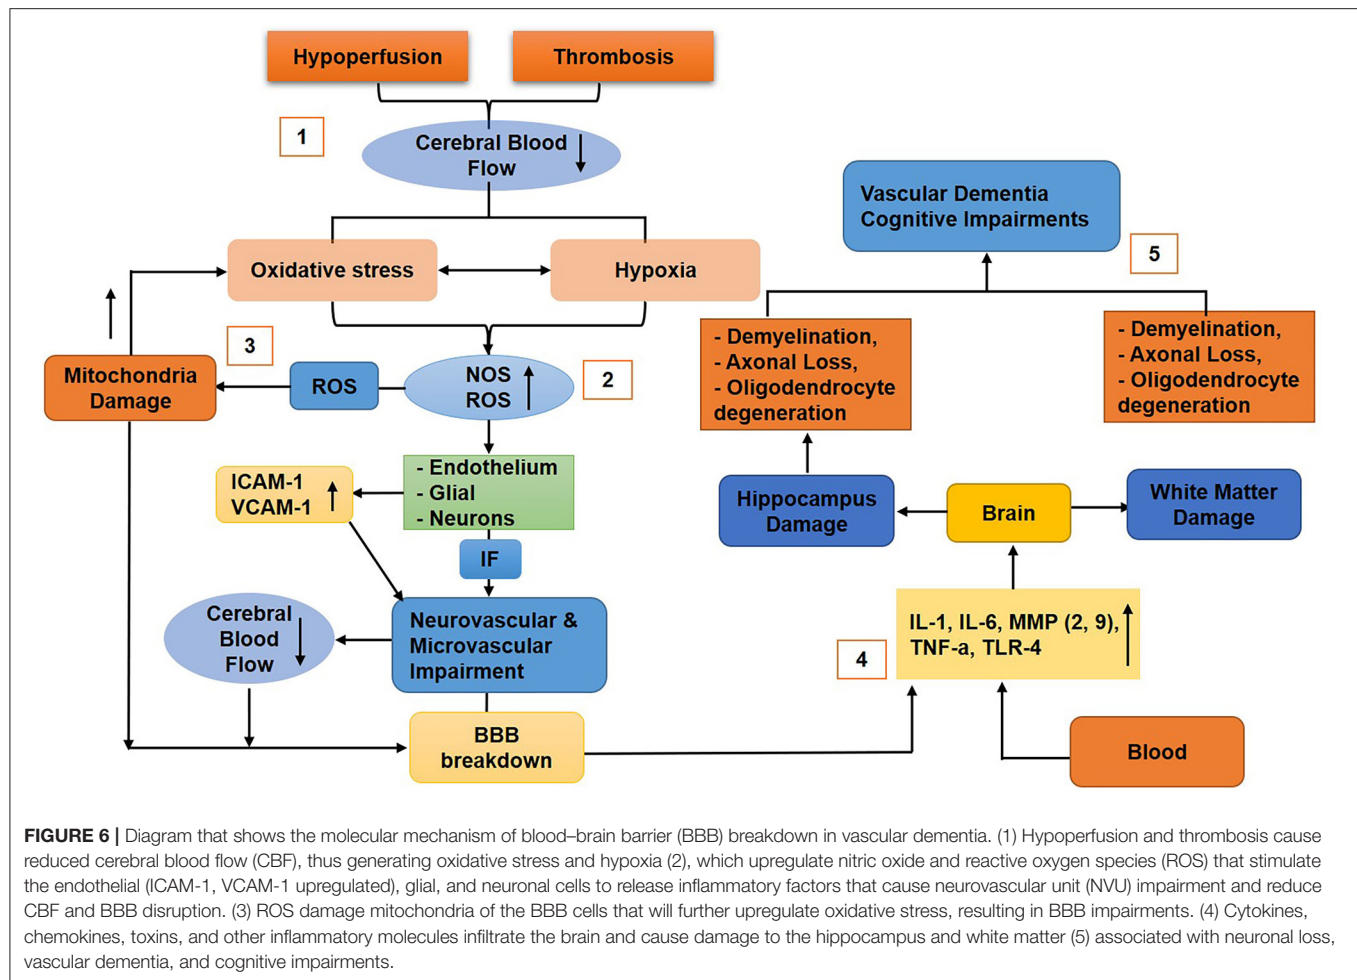 Hypoperfusion
Thrombosis
1
Cerebral Blood
Flow
Oxidative stress
Hypoxia
3
Mitochondria
Damage
ROS
NOS
ROS
2
ICAM-1
VCAM-1
- Endothelium
- Glial
- Neurons
IF
Cerebral
Blood
Flow
Neurovascular &
Microvascular
Impairment
BBB
breakdown
Vascular Dementia
Cognitive Impairments
5
- Demyelination,
- Axonal Loss,
- Oligodendrocyte
degeneration
- Demyelination,
- Axonal Loss,
- Oligodendrocyte
degeneration
Hippocampus
Damage
Brain
White Matter
Damage
IL-1, IL-6, MMP (2, 9),
TNF-a, TLR-4
4
Blood
FIGURE 6 | Diagram that shows the molecular mechanism of blood–brain barrier (BBB) breakdown in vascular dementia. (1) Hypoperfusion and thrombosis cause
reduced cerebral blood flow (CBF), thus generating oxidative stress and hypoxia (2), which upregulate nitric oxide and reactive oxygen species (ROS) that stimulate
the endothelial (ICAM-1, VCAM-1 upregulated), glial, and neuronal cells to release inflammatory factors that cause neurovascular unit (NVU) impairment and reduce
CBF and BBB disruption. (3) ROS damage mitochondria of the BBB cells that will further upregulate oxidative stress, resulting in BBB impairments. (4) Cytokines,
chemokines, toxins, and other inflammatory molecules infiltrate the brain and cause damage to the hippocampus and white matter (5) associated with neuronal loss,
vascular dementia, and cognitive impairments.